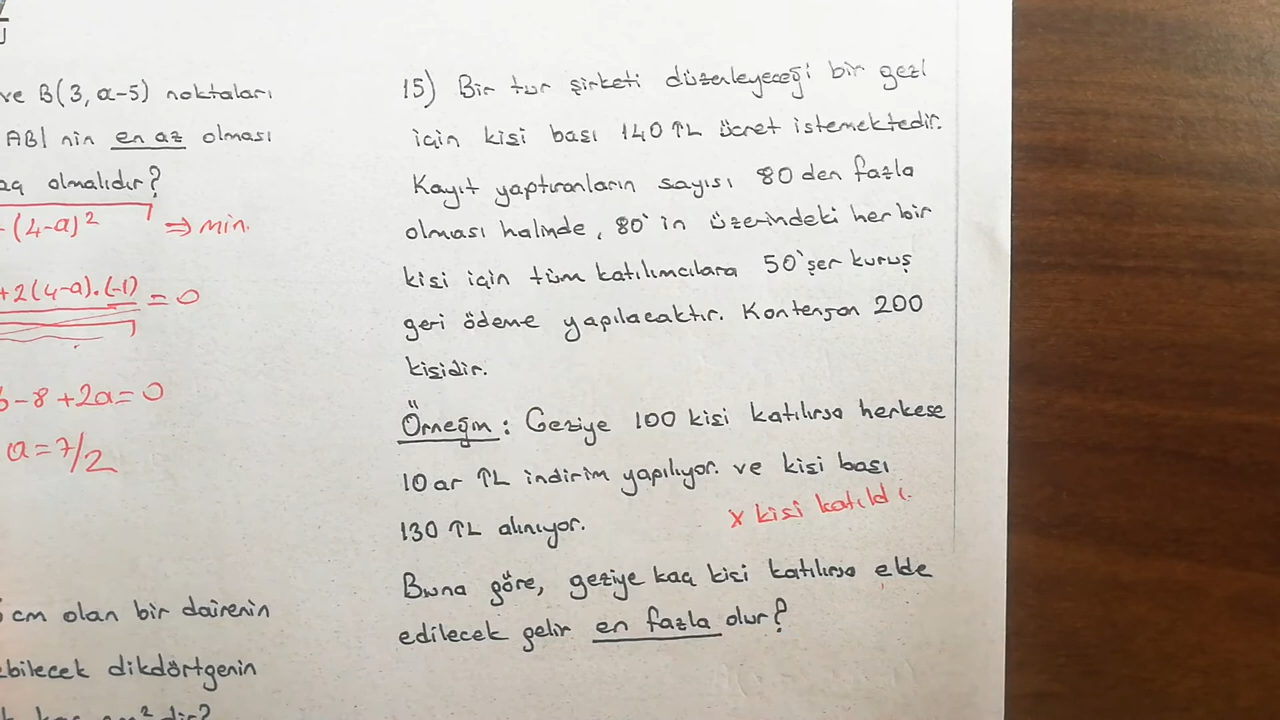 ve B(3, a-5) noktaları
AB| nin en az olması
olmalıdır?
-(4-a)² ⇒ min.
+2(4-a).(-1) = 0
-8+2a=0
a=7/2
cm olan bir dairenin
ebilecek dikdörtgenin
15) Bir tur şirketi düzenleyeceği bir gezi
için kişi başı 140 TL ücret istemektedir.
Kayıt yaptıranların sayısı 80 den fazla
olması halinde, 80' in üzerindeki her bir
kişi için tüm katılımcılara 50'şer kuruş
geri ödeme yapılacaktır. Kontenjan 200
kişidir.
Örneğin: Geziye 100 kişi katılırsa herkese
10 ar TL indirim yapılıyor. ve kişi başı
130 TL alınıyor.
x kişi katıldı.
Buna göre, geziye kaç kişi katılırsa elde
edilecek gelir en fazla olur?